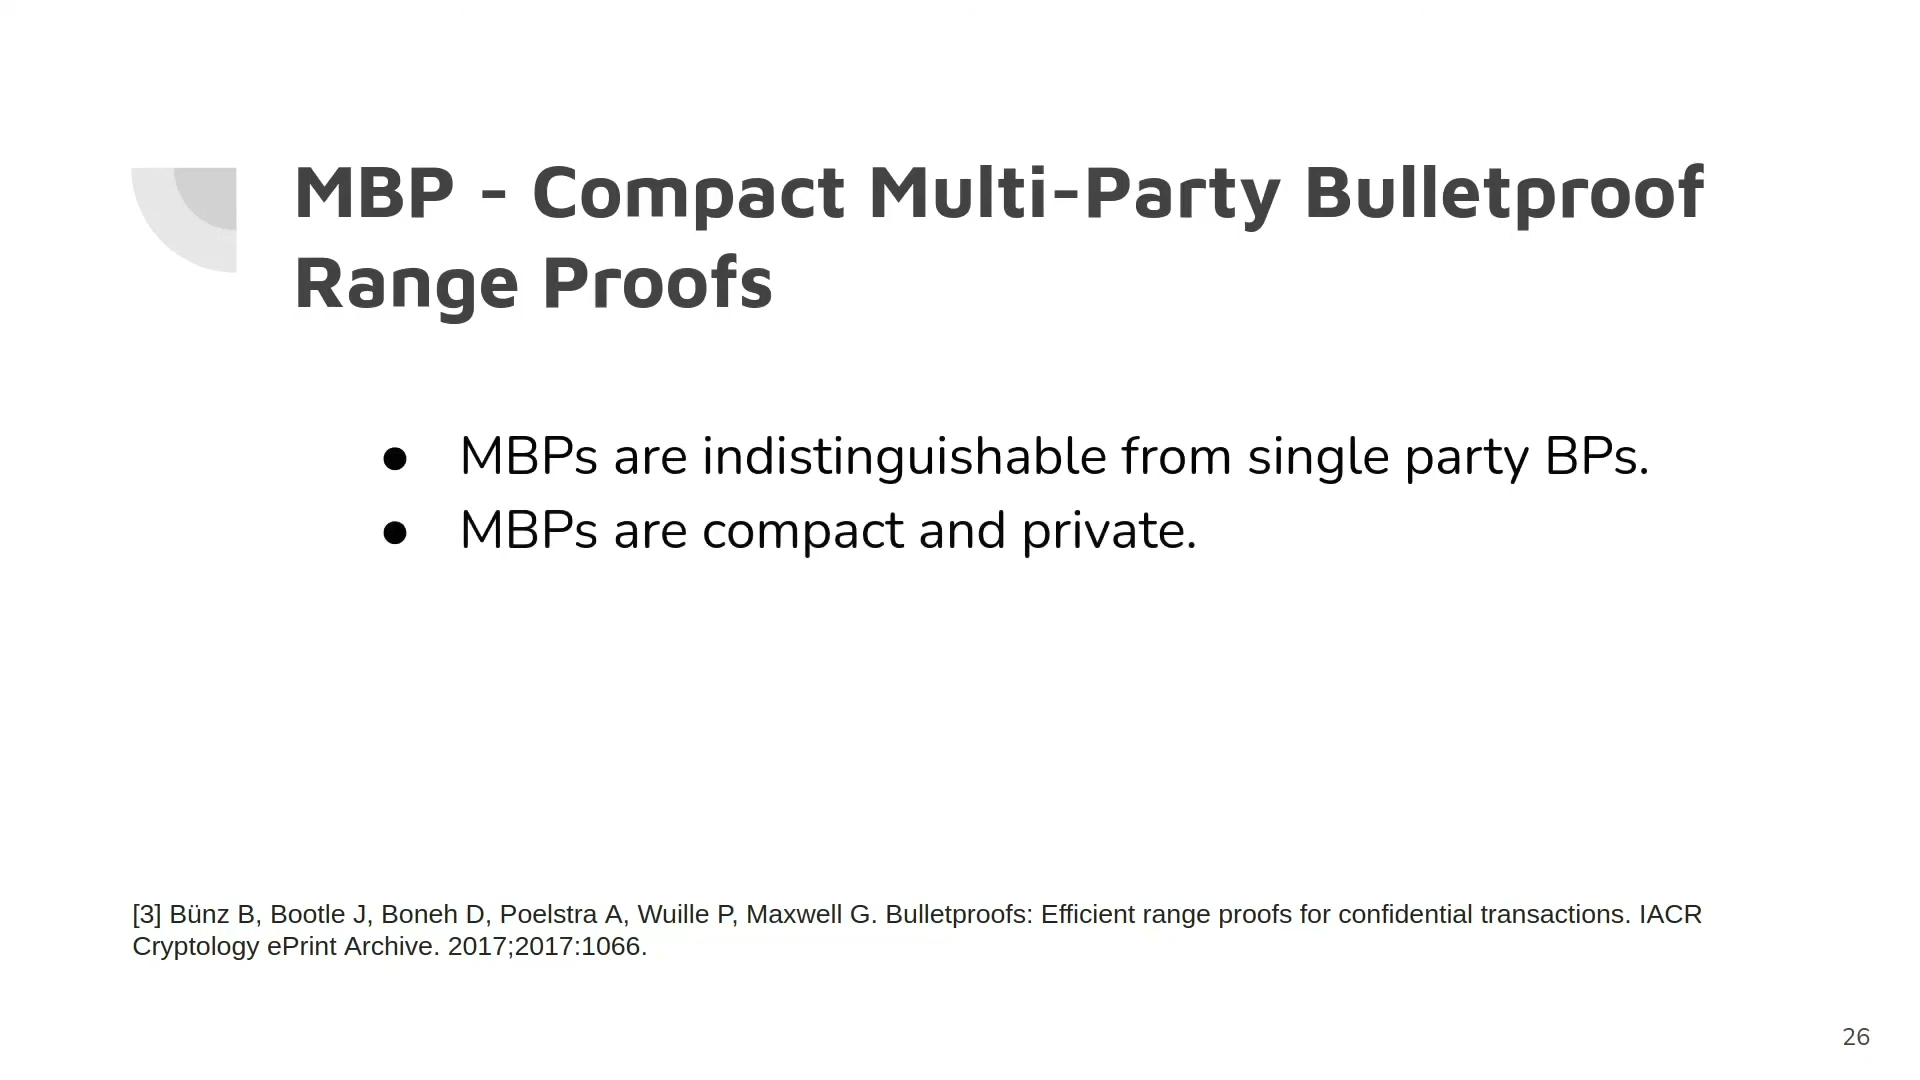 MBP - Compact Multi-Party Bulletproof
Range Proofs
● MBPs are indistinguishable from single party BPs.
● MBPs are compact and private.
[3] Bünz B, Bootle J, Boneh D, Poelstra A, Wuille P, Maxwell G. Bulletproofs: Efficient range proofs for confidential transactions. IACR
Cryptology ePrint Archive. 2017;2017:1066.
26